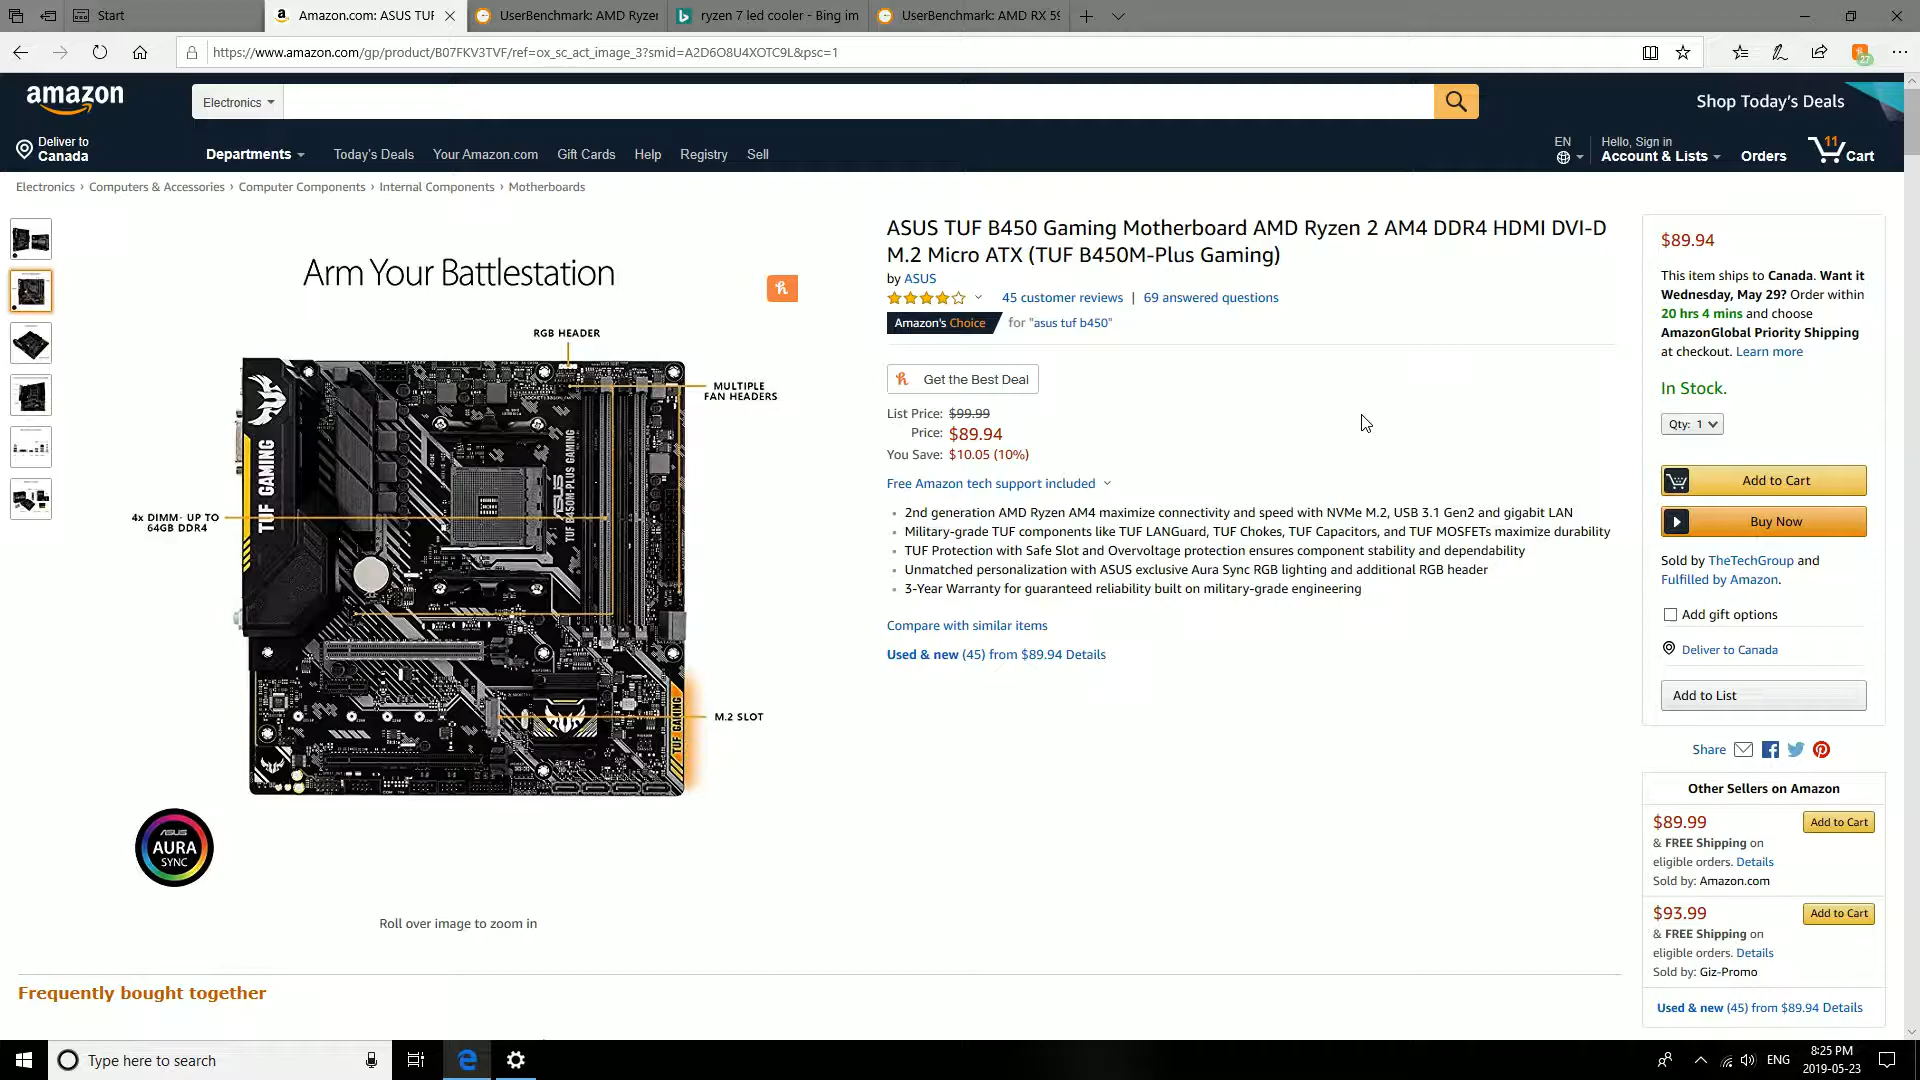 Start
Amazon.com: ASUS TUF
UserBenchmark: AMD Ryzer
ryzen 7 led cooler - Bing im
UserBenchmark: AMD RX 59
https://www.amazon.com/gp/product/B07FKV3TVF/ref=ox_sc_act_image_3?smid=A2D6O8U4XOTC9L&psc=1
27
amazon
Electronics
Shop Today's Deals
Deliver to
Canada
Departments
Today's Deals
Your Amazon.com
Gift Cards
Help
Registry
Sell
EN
Hello, Sign in
Account & Lists
Orders
11
Cart
Electronics › Computers & Accessories › Computer Components › Internal Components › Motherboards
Arm Your Battlestation
RGB HEADER
MULTIPLE
FAN HEADERS
4x DIMM- UP TO
64GB DDR4
M.2 SLOT
TUF GAMING
ASUS
TUF B450M-PLUS GAMING
TUF GAMING
ASUS
AURA
SYNC
Roll over image to zoom in
ASUS TUF B450 Gaming Motherboard AMD Ryzen 2 AM4 DDR4 HDMI DVI-D
M.2 Micro ATX (TUF B450M-Plus Gaming)
by ASUS
45 customer reviews | 69 answered questions
Amazon's Choice for "asus tuf b450"
Get the Best Deal
List Price: $99.99
Price: $89.94
You Save: $10.05 (10%)
Free Amazon tech support included
2nd generation AMD Ryzen AM4 maximize connectivity and speed with NVMe M.2, USB 3.1 Gen2 and gigabit LAN
Military-grade TUF components like TUF LANGuard, TUF Chokes, TUF Capacitors, and TUF MOSFETs maximize durability
TUF Protection with Safe Slot and Overvoltage protection ensures component stability and dependability
Unmatched personalization with ASUS exclusive Aura Sync RGB lighting and additional RGB header
3-Year Warranty for guaranteed reliability built on military-grade engineering
Compare with similar items
Used & new (45) from $89.94 Details
$89.94
This item ships to Canada. Want it
Wednesday, May 29? Order within
20 hrs 4 mins and choose
AmazonGlobal Priority Shipping
at checkout. Learn more
In Stock.
Qty: 1
Add to Cart
Buy Now
Sold by TheTechGroup and
Fulfilled by Amazon.
Add gift options
Deliver to Canada
Add to List
Share
Other Sellers on Amazon
$89.99
Add to Cart
& FREE Shipping on
eligible orders. Details
Sold by: Amazon.com
$93.99
Add to Cart
& FREE Shipping on
eligible orders. Details
Sold by: Giz-Promo
Used & new (45) from $89.94 Details
Frequently bought together
Type here to search
ENG
8:25 PM
2019-05-23